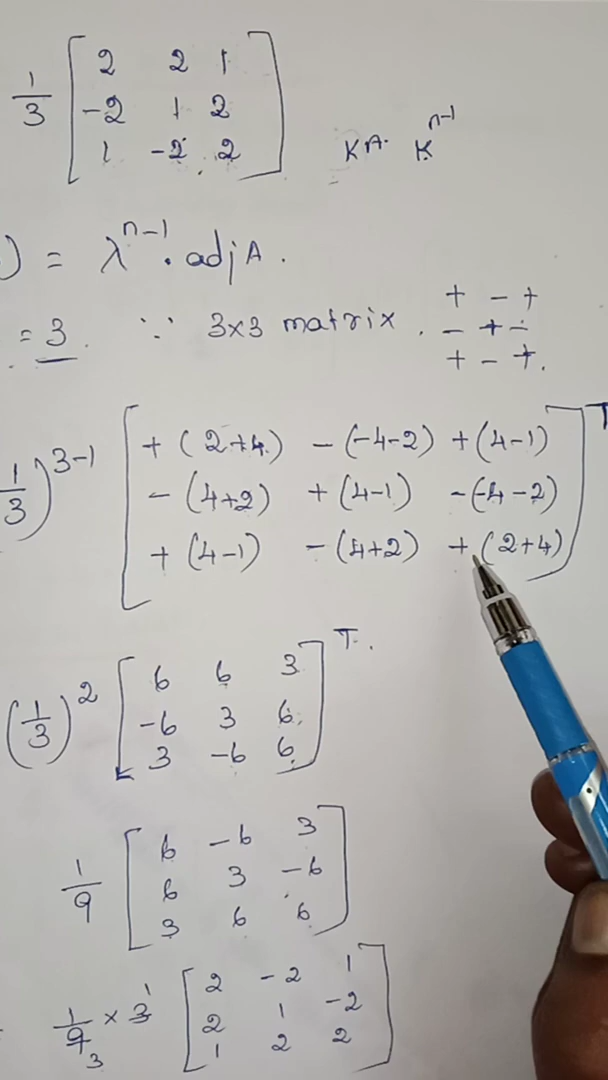 1/3 [ 2 2 1
-2 1 2
1 -2 2 ] KA. K^(n-1)
) = λ^(n-1) . adj A .
= 3 . ∵ 3x3 matrix .
+ - +
- + -
+ - + .
1/3)^(3-1) [ + (2+4) - (-4-2) + (4-1)
- (4+2) + (4-1) - (-4-2)
+ (4-1) - (4+2) + (2+4) ]^T
(1/3)^2 [ 6 6 3
-6 3 6
3 -6 6 ]^T.
1/9 [ 6 -6 3
6 3 -6
3 6 6 ]
1/9 3 x 3 1 [ 2 -2 1
2 1 -2
1 2 2 ]